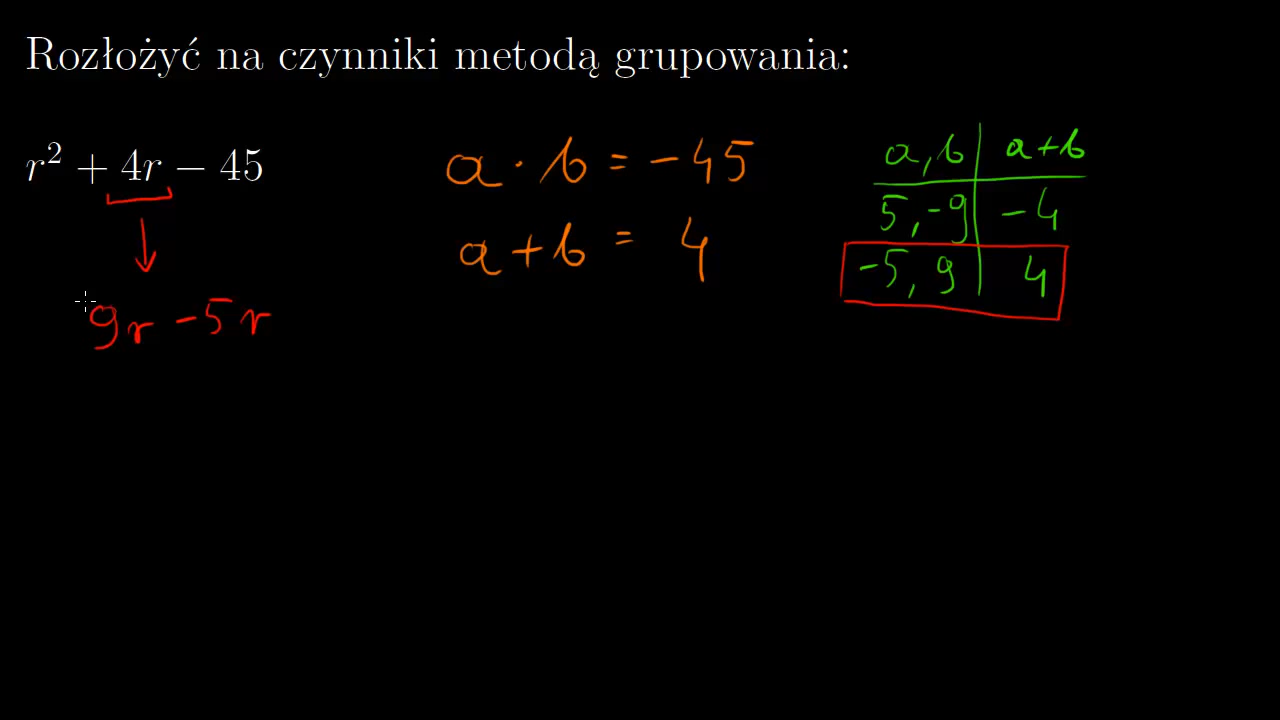 Rozłożyć na czynniki metodą grupowania:
r² + 4r − 45
9r − 5r
a · b = −45
a + b = 4
a, b | a + b
5, −9 | −4
−5, 9 | 4